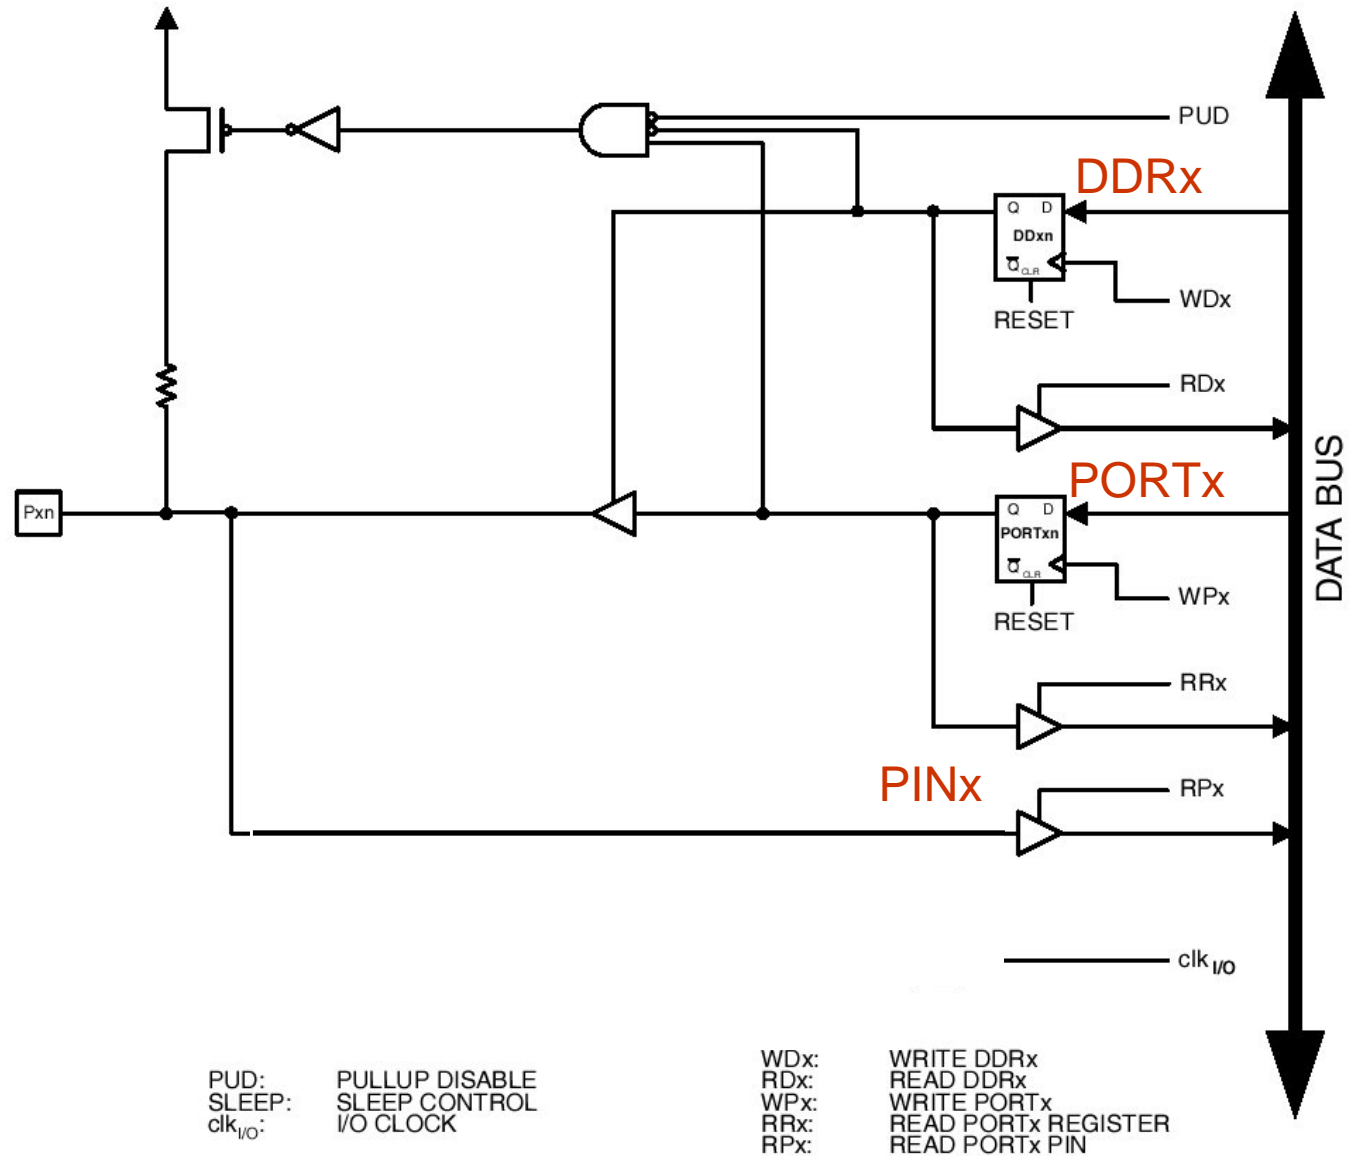 PUD
DDRx
Q D
DDxn
Q CLR
WDx
RESET
RDx
PORTx
Pxn
Q D
PORTxn
Q CLR
WPx
RESET
DATA BUS
RRx
PINx
RPx
clk I/O
PUD: PULLUP DISABLE
SLEEP: SLEEP CONTROL
clkI/O: I/O CLOCK
WDx: WRITE DDRx
RDx: READ DDRx
WPx: WRITE PORTx
RRx: READ PORTx REGISTER
RPx: READ PORTx PIN